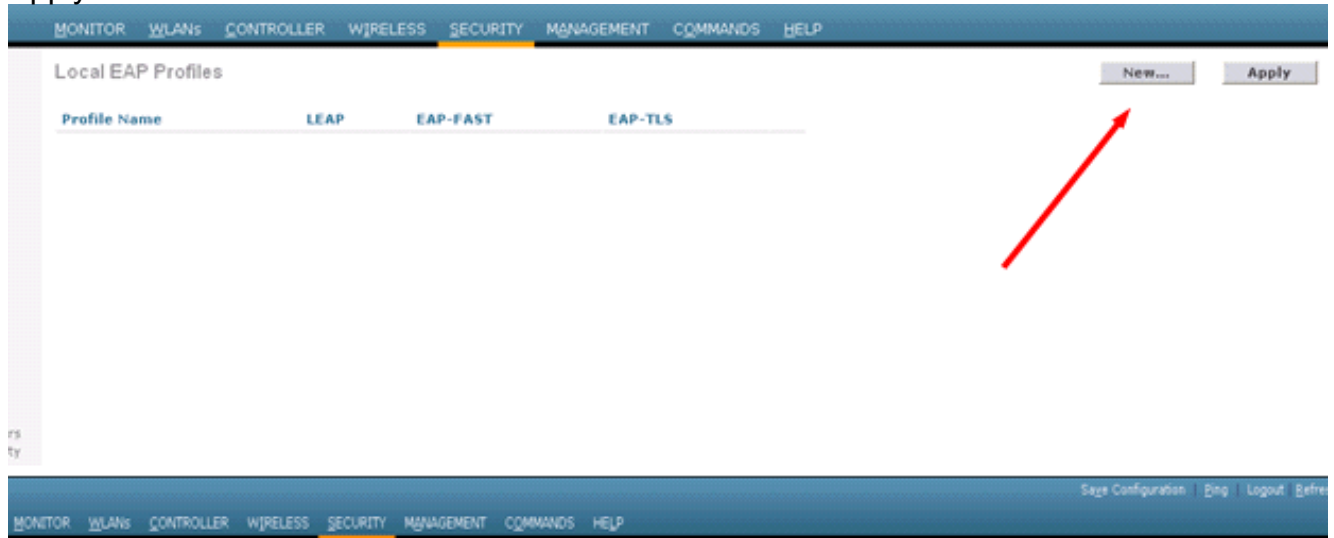 MONITOR WLANs CONTROLLER WIRELESS SECURITY MANAGEMENT COMMANDS HELP
Local EAP Profiles New... Apply
Profile Name LEAP EAP-FAST EAP-TLS
rs
ty
Save Configuration | Ping | Logout | Refres
MONITOR WLANs CONTROLLER WIRELESS SECURITY MANAGEMENT COMMANDS HELP